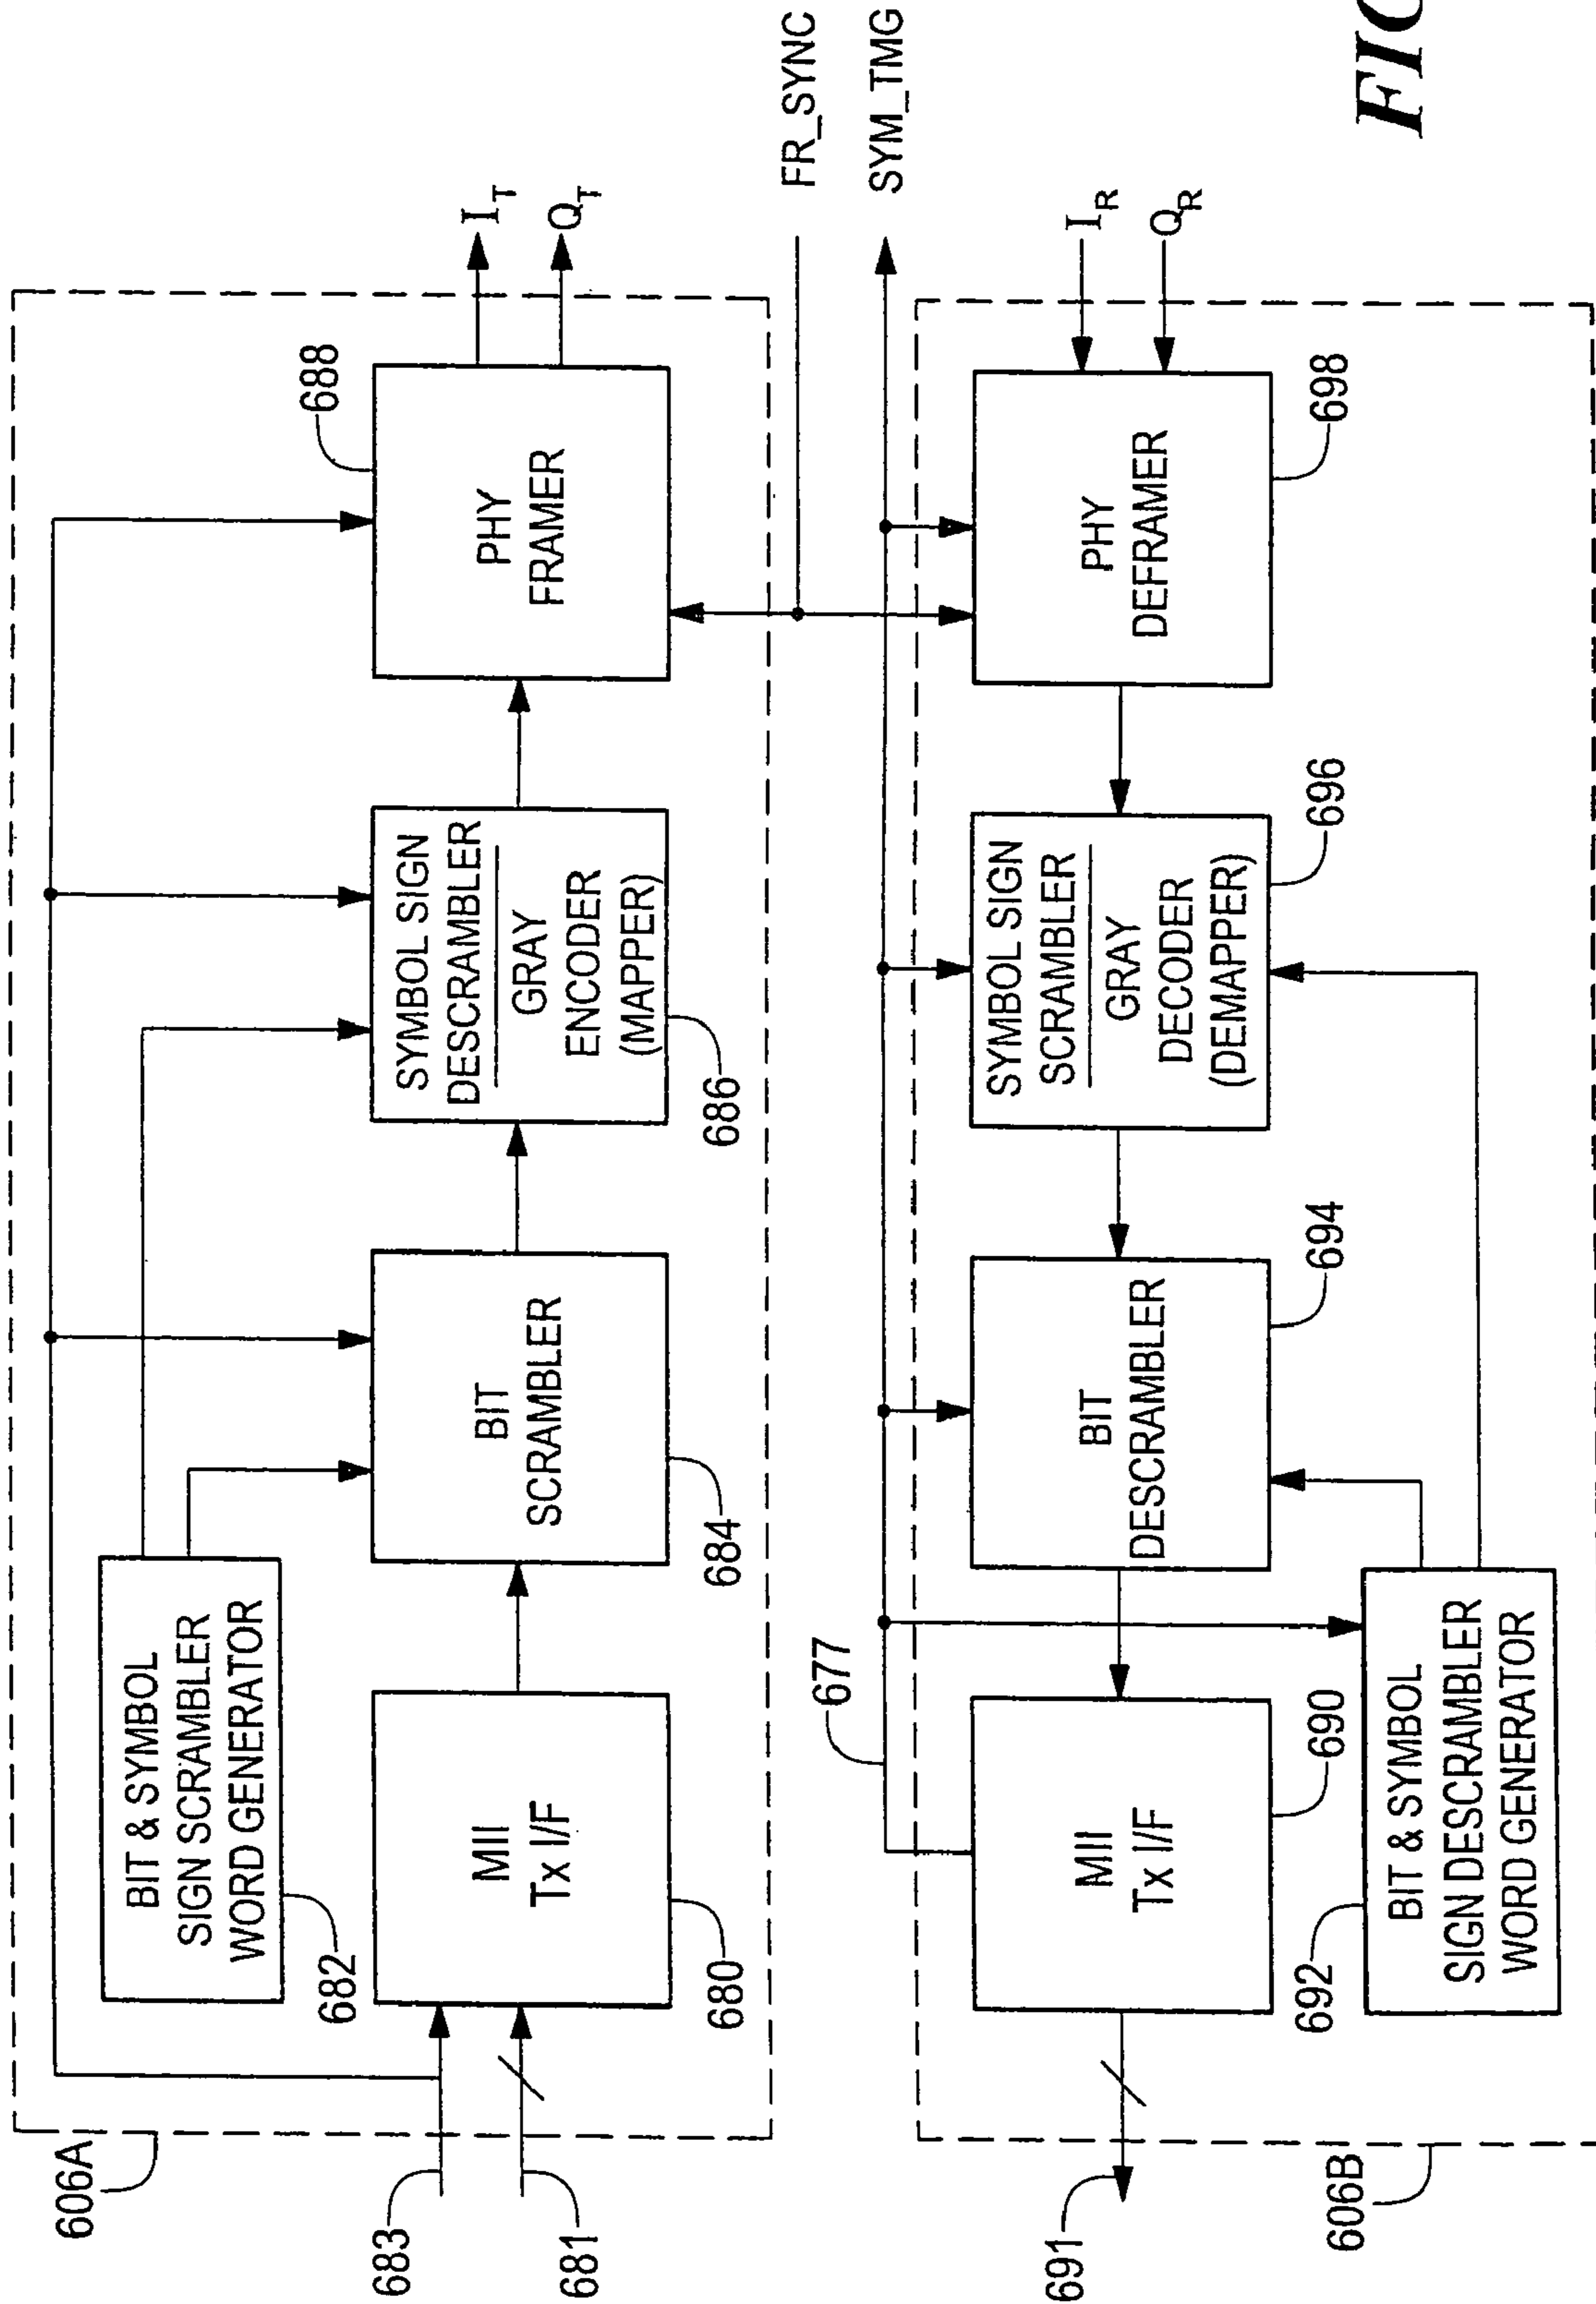 606A
683
681
BIT & SYMBOL
SIGN SCRAMBLER
WORD GENERATOR
682
MII
Tx I/F
680
BIT
SCRAMBLER
684
SYMBOL SIGN
DESCRAMBLER
GRAY
ENCODER
(MAPPER)
686
PHY
FRAMER
688
I_T
Q_T
FR_SYNC
SYM_TMG
677
691
606B
MII
Tx I/F
690
692
BIT & SYMBOL
SIGN DESCRAMBLER
WORD GENERATOR
BIT
DESCRAMBLER
694
SYMBOL SIGN
SCRAMBLER
GRAY
DECODER
(DEMAPPER)
696
PHY
DEFRAMER
698
I_R
Q_R